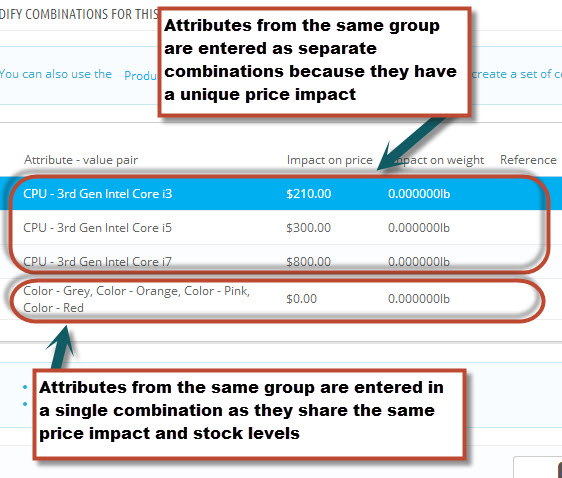 DIFY COMBINATIONS FOR THIS
Attributes from the same group
are entered as separate
combinations because they have
a unique price impact
You can also use the Produ
create a set of c
Attribute - value pair Impact on price on weight Reference
CPU - 3rd Gen Intel Core i3 $210.00 0.000000lb
CPU - 3rd Gen Intel Core i5 $300.00 0.000000lb
CPU - 3rd Gen Intel Core i7 $800.00 0.000000lb
Color - Grey, Color - Orange, Color - Pink,
Color - Red $0.00 0.000000lb
Attributes from the same group are entered in
a single combination as they share the same
price impact and stock levels